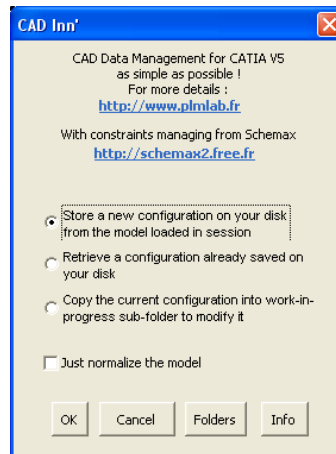 CAD Inn'
CAD Data Management for CATIA V5
as simple as possible !
For more details :
http://www.plmlab.fr
With constraints managing from Schemax
http://schemax2.free.fr
Store a new configuration on your disk
from the model loaded in session
Retrieve a configuration already saved on
your disk
Copy the current configuration into work-in-
progress sub-folder to modify it
Just normalize the model
OK Cancel Folders Info